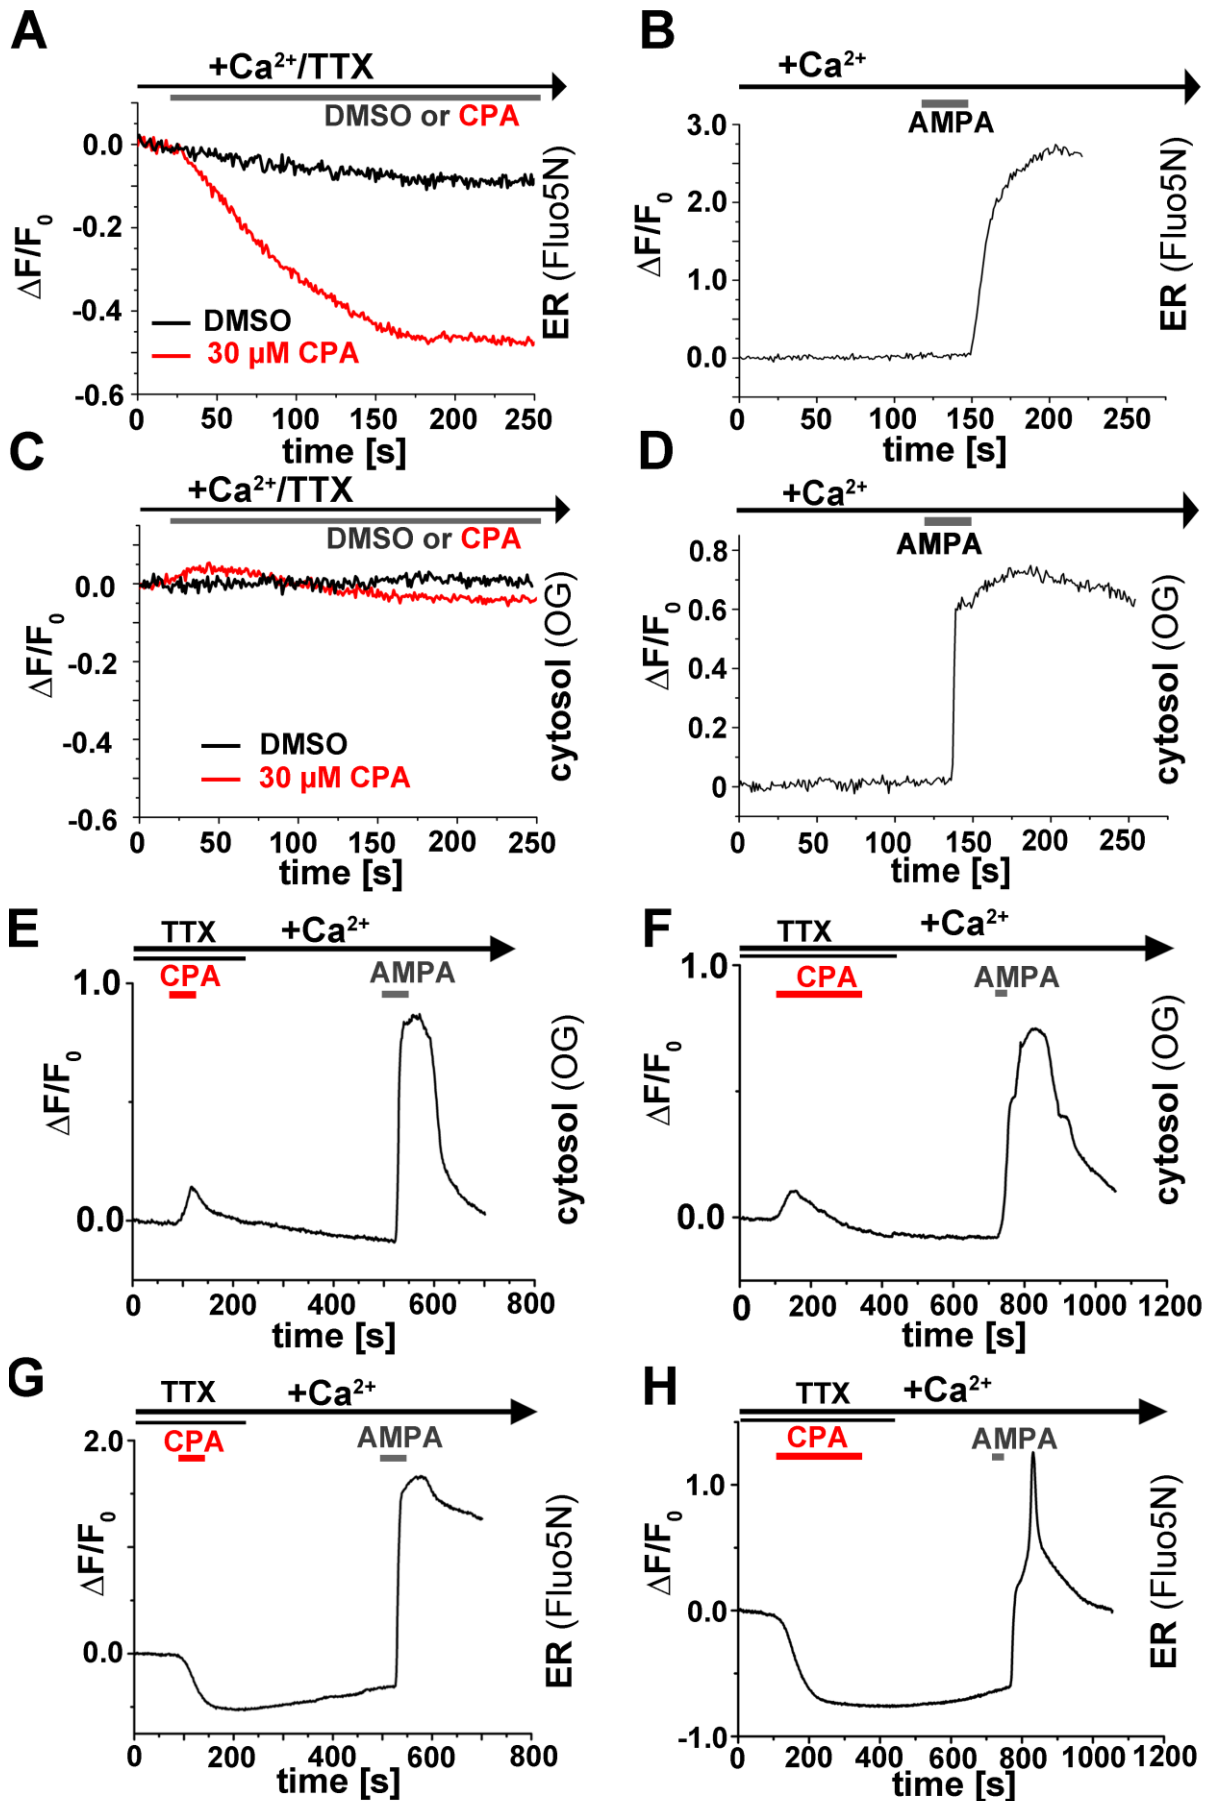 A
+Ca²⁺/TTX
DMSO or CPA
0.0
-0.2
-0.4
-0.6
ΔF/F₀
DMSO
30 µM CPA
0 50 100 150 200 250
time [s]
ER (Fluo5N)
B
+Ca²⁺
AMPA
3.0
2.0
1.0
0.0
ΔF/F₀
0 50 100 150 200 250
time [s]
ER (Fluo5N)
C
+Ca²⁺/TTX
DMSO or CPA
0.0
-0.2
-0.4
-0.6
ΔF/F₀
DMSO
30 µM CPA
0 50 100 150 200 250
time [s]
cytosol (OG)
D
+Ca²⁺
AMPA
0.8
0.6
0.4
0.2
0
ΔF/F₀
0 50 100 150 200 250
time [s]
cytosol (OG)
E
TTX +Ca²⁺
CPA AMPA
1.0
0.0
ΔF/F₀
0 200 400 600 800
time [s]
cytosol (OG)
F
TTX +Ca²⁺
CPA AMPA
1.0
0.0
ΔF/F₀
0 200 400 600 800 1000 1200
time [s]
cytosol (OG)
G
TTX +Ca²⁺
CPA AMPA
2.0
0.0
ΔF/F₀
0 200 400 600 800
time [s]
ER (Fluo5N)
H
TTX +Ca²⁺
CPA AMPA
1.0
0.0
-1.0
ΔF/F₀
0 200 400 600 800 1000 1200
time [s]
ER (Fluo5N)